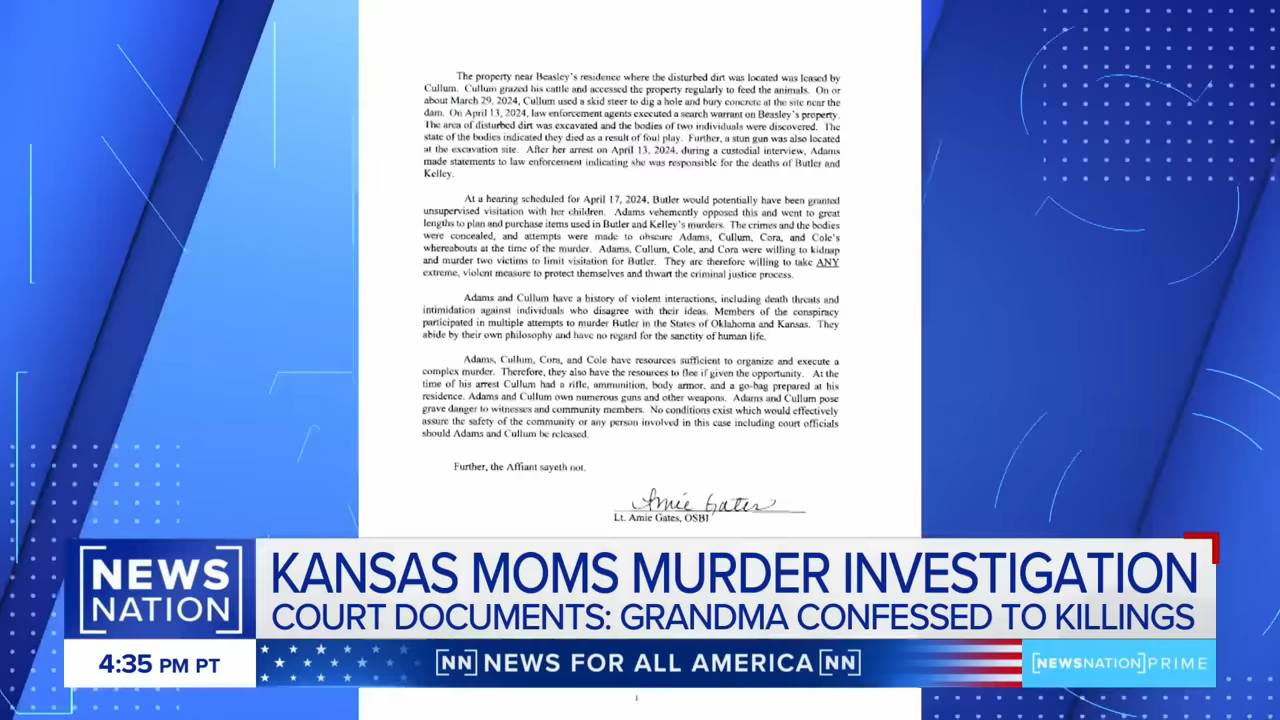 The property near Beasley's residence where the disturbed dirt was located was leased by
Cullum. Cullum grazed his cattle and accessed the property regularly to feed the animals. On or
about March 29, 2024, Cullum used a skid steer to dig a hole and bury concrete at the site near the
dam. On April 13, 2024, law enforcement agents executed a search warrant on Beasley's property.
The area of disturbed dirt was excavated and the bodies of two individuals were discovered. The
state of the bodies indicated they died as a result of foul play. Further, a stun gun was also located
at the excavation site. After her arrest on April 13, 2024, during a custodial interview, Adams
made statements to law enforcement indicating she was responsible for the deaths of Butler and
Kelley.
At a hearing scheduled for April 17, 2024, Butler would potentially have been granted
unsupervised visitation with her children. Adams vehemently opposed this and went to great
lengths to plan and purchase items used in Butler and Kelley's murders. The crimes and the bodies
were concealed, and attempts were made to obscure Adams, Cullum, Cora, and Cole's
whereabouts at the time of the murder. Adams, Cullum, Cole, and Cora were willing to kidnap
and murder two victims to limit visitation for Butler. They are therefore willing to take ANY
extreme, violent measure to protect themselves and thwart the criminal justice process.
Adams and Cullum have a history of violent interactions, including death threats and
intimidation against individuals who disagree with their ideas. Members of the conspiracy
participated in multiple attempts to murder Butler in the States of Oklahoma and Kansas. They
abide by their own philosophy and have no regard for the sanctity of human life.
Adams, Cullum, Cora, and Cole have resources sufficient to organize and execute a
complex murder. Therefore, they also have the resources to flee if given the opportunity. At the
time of his arrest Cullum had a rifle, ammunition, body armor, and a go-bag prepared at his
residence. Adams and Cullum own numerous guns and other weapons. Adams and Cullum pose
grave danger to witnesses and community members. No conditions exist which would effectively
assure the safety of the community or any person involved in this case including court officials
should Adams and Cullum be released.
Further, the Affiant sayeth not.
Amie Gates
Lt. Amie Gates, OSBI
NEWS
NATION
KANSAS MOMS MURDER INVESTIGATION
COURT DOCUMENTS: GRANDMA CONFESSED TO KILLINGS
4:35 PM PT
NN NEWS FOR ALL AMERICA NN
NEWSNATION PRIME